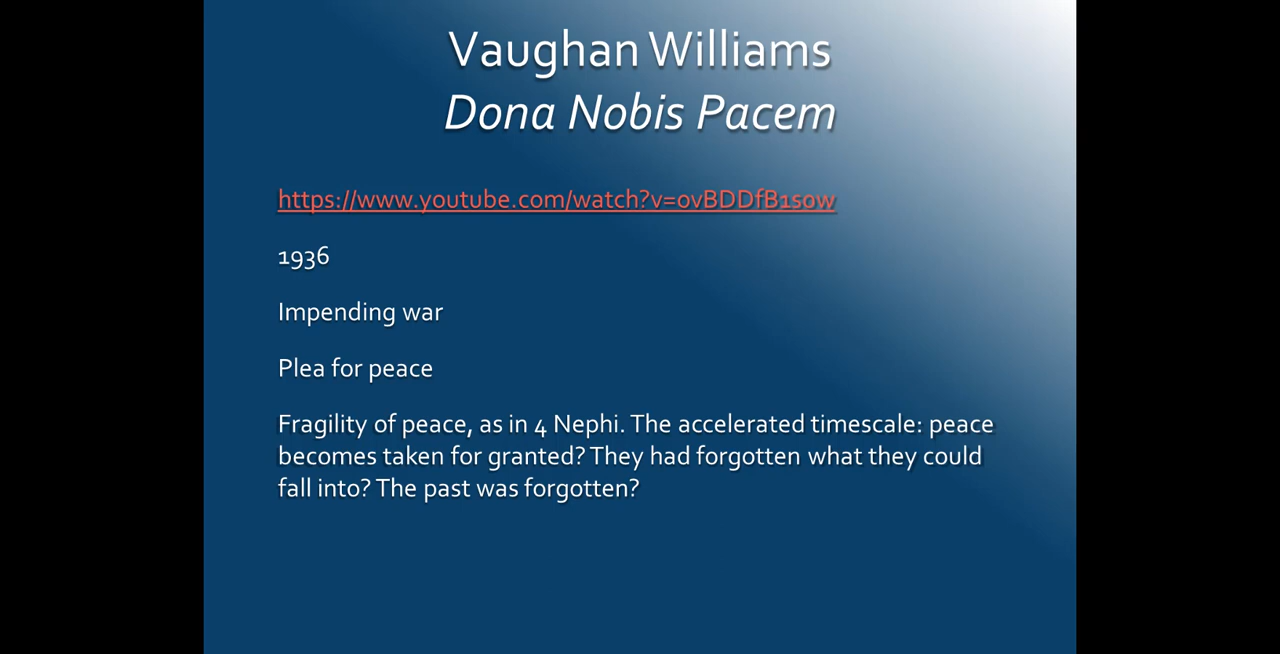 Vaughan Williams
Dona Nobis Pacem
https://www.youtube.com/watch?v=ovBDDfB1sow
1936
Impending war
Plea for peace
Fragility of peace, as in 4 Nephi. The accelerated timescale: peace
becomes taken for granted? They had forgotten what they could
fall into? The past was forgotten?